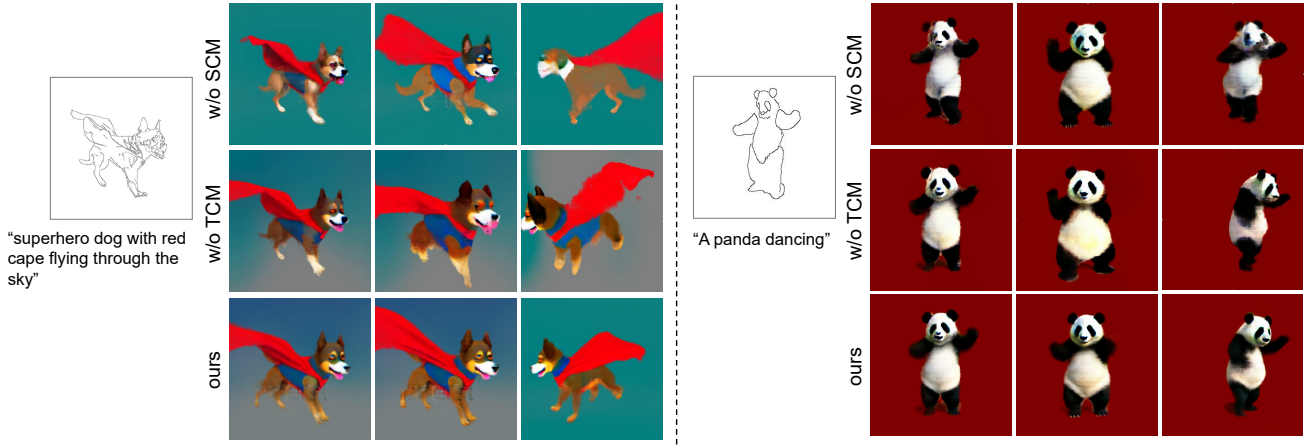 w/o SCM
w/o TCM
ours
“superhero dog with red
cape flying through the
sky”
w/o SCM
w/o TCM
ours
“A panda dancing”